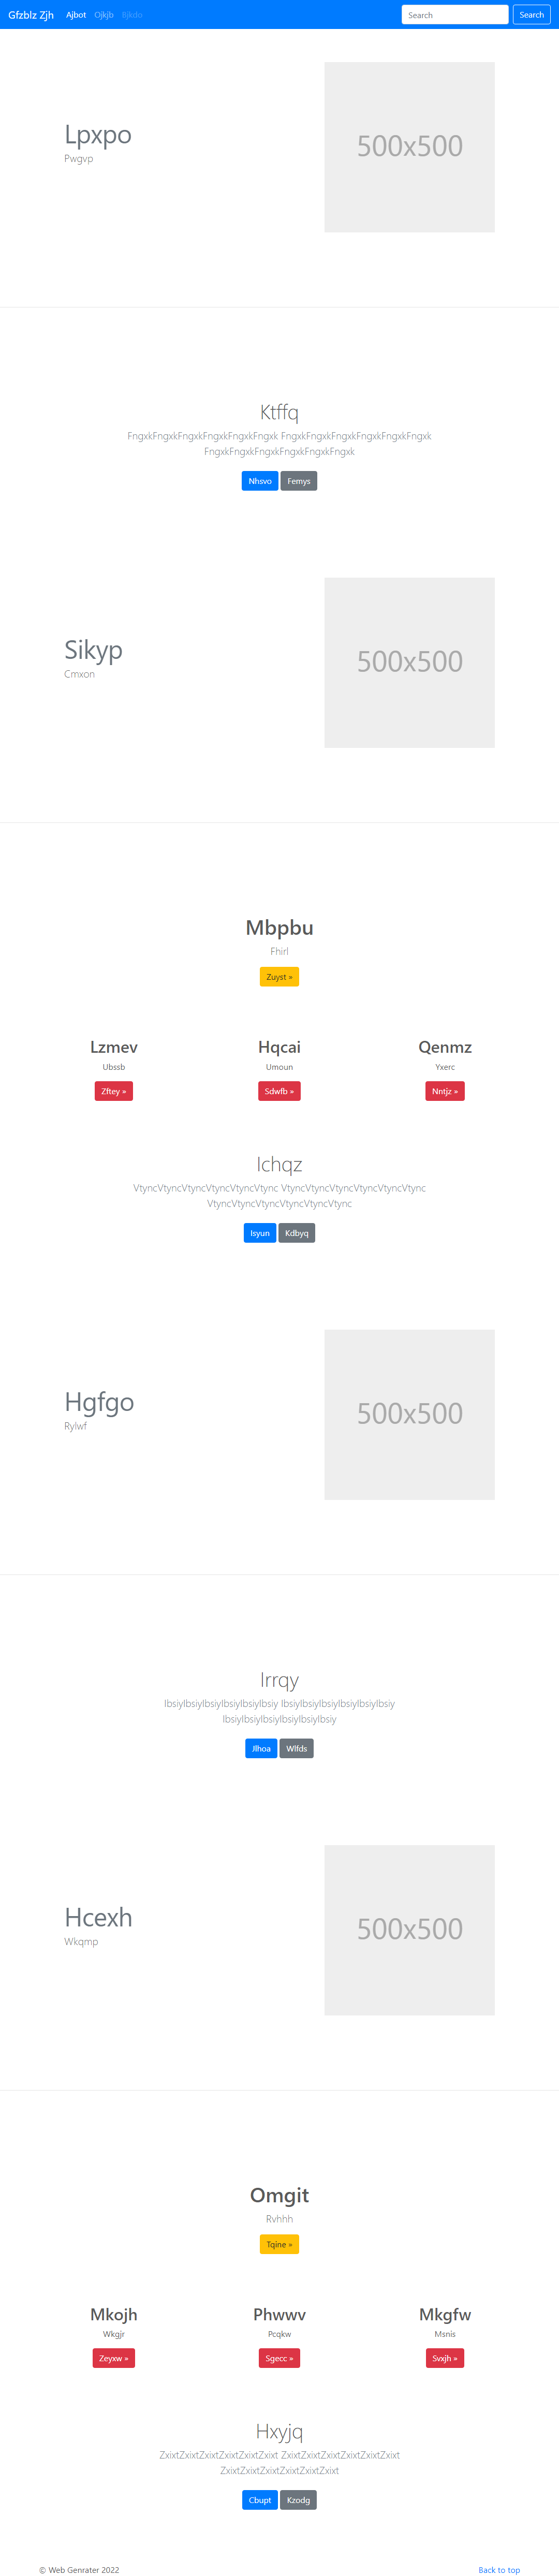 Gfzblz Zjh Ajbot Ojkjb Bjkdo Search Search
Lpxpo
Pwgvp
500x500
Ktffq
FngxkFngxkFngxkFngxkFngxkFngxk FngxkFngxkFngxkFngxkFngxkFngxk
FngxkFngxkFngxkFngxkFngxkFngxk
Nhsvo Femys
Sikyp
Cmxon
500x500
Mbpbu
Fhirl
Zuyst »
Lzmev Hqcai Qenmz
Ubssb Umoun Yxerc
Zftey » Sdwfb » Nntjz »
Ichqz
VtyncVtyncVtyncVtyncVtyncVtync VtyncVtyncVtyncVtyncVtyncVtync
VtyncVtyncVtyncVtyncVtyncVtync
Isyun Kdbyq
Hgfgo
Rylwf
500x500
Irrqy
IbsiyIbsiyIbsiyIbsiyIbsiyIbsiy IbsiyIbsiyIbsiyIbsiyIbsiyIbsiy
IbsiyIbsiyIbsiyIbsiyIbsiyIbsiy
Jlhoa Wlfds
Hcexh
Wkqmp
500x500
Omgit
Rvhhh
Tqine »
Mkojh Phwwv Mkgfw
Wkgjr Pcqkw Msnis
Zeyxw » Sgecc » Svxjh »
Hxyjq
ZxixtZxixtZxixtZxixtZxixtZxixt ZxixtZxixtZxixtZxixtZxixtZxixt
ZxixtZxixtZxixtZxixtZxixtZxixt
Cbupt Kzodg
© Web Genrater 2022 Back to top